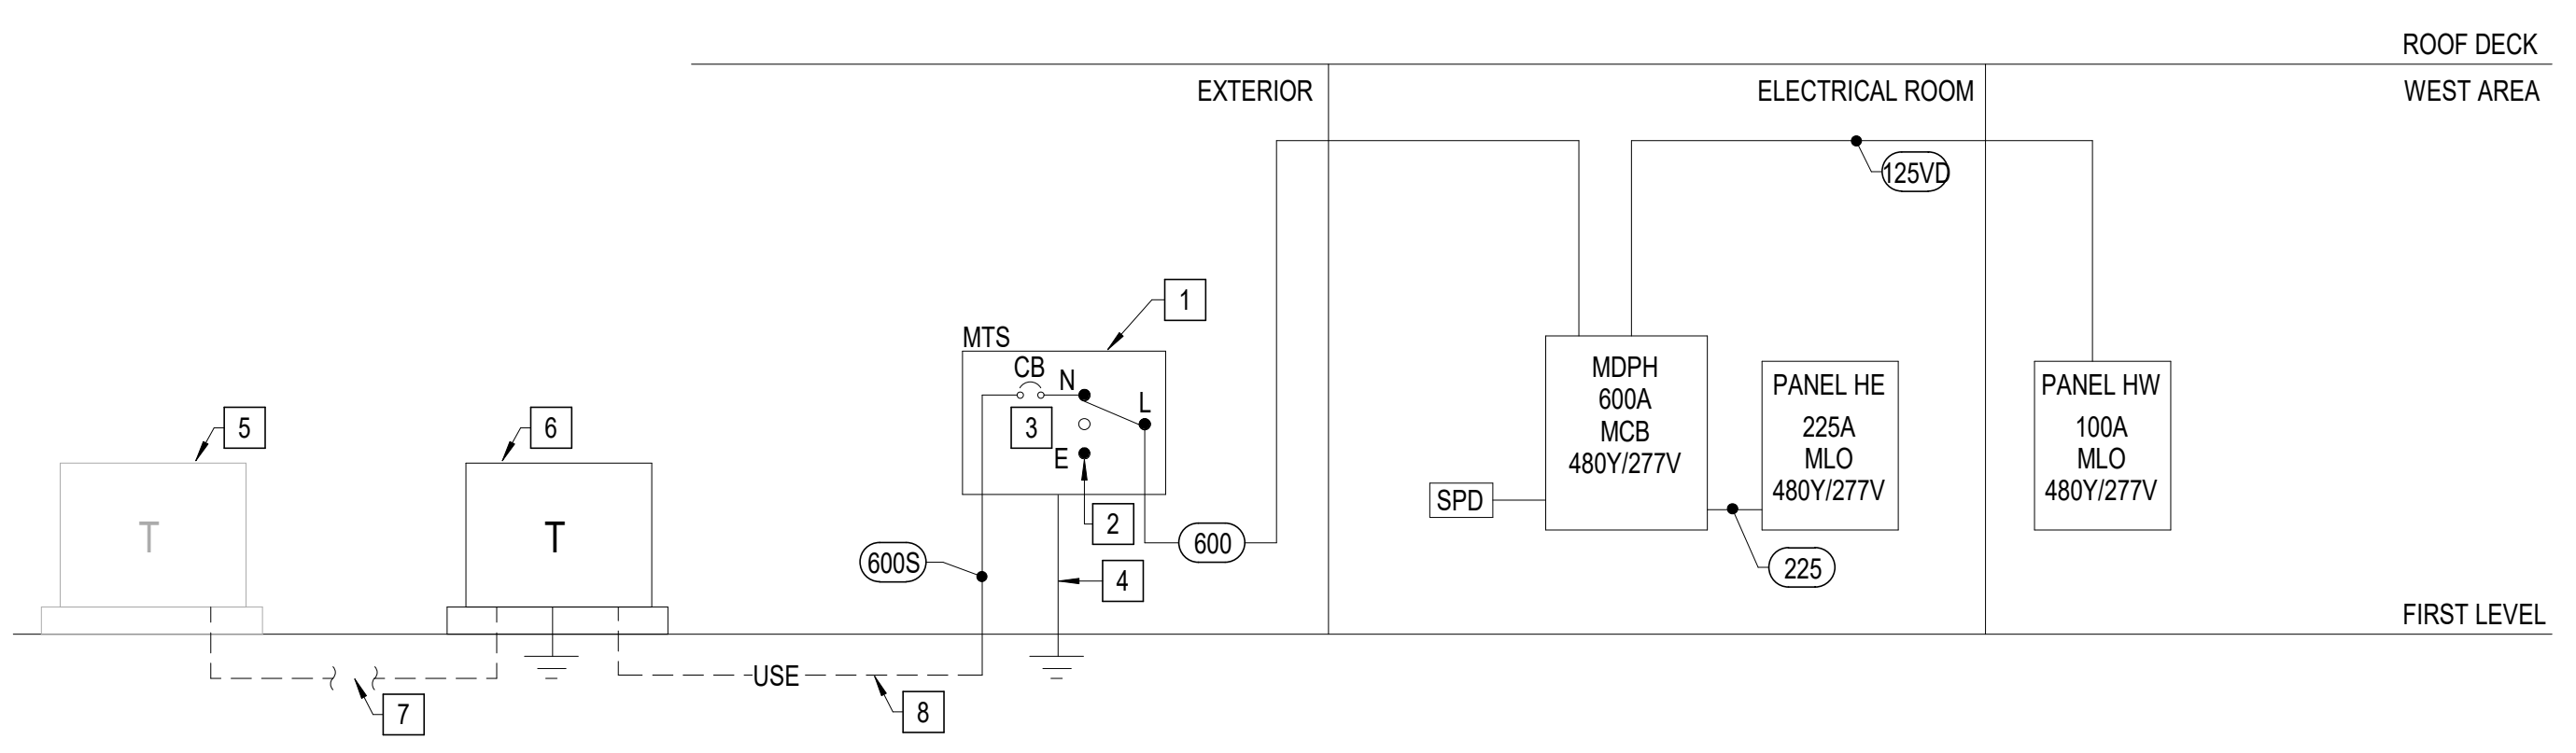 ROOF DECK
EXTERIOR
ELECTRICAL ROOM
WEST AREA
125VD
1
MTS
CB
N
L
3
E
2
MDPH
600A
MCB
480Y/277V
PANEL HE
225A
MLO
480Y/277V
PANEL HW
100A
MLO
480Y/277V
5
6
T
T
SPD
600S
600
4
225
FIRST LEVEL
USE
7
8